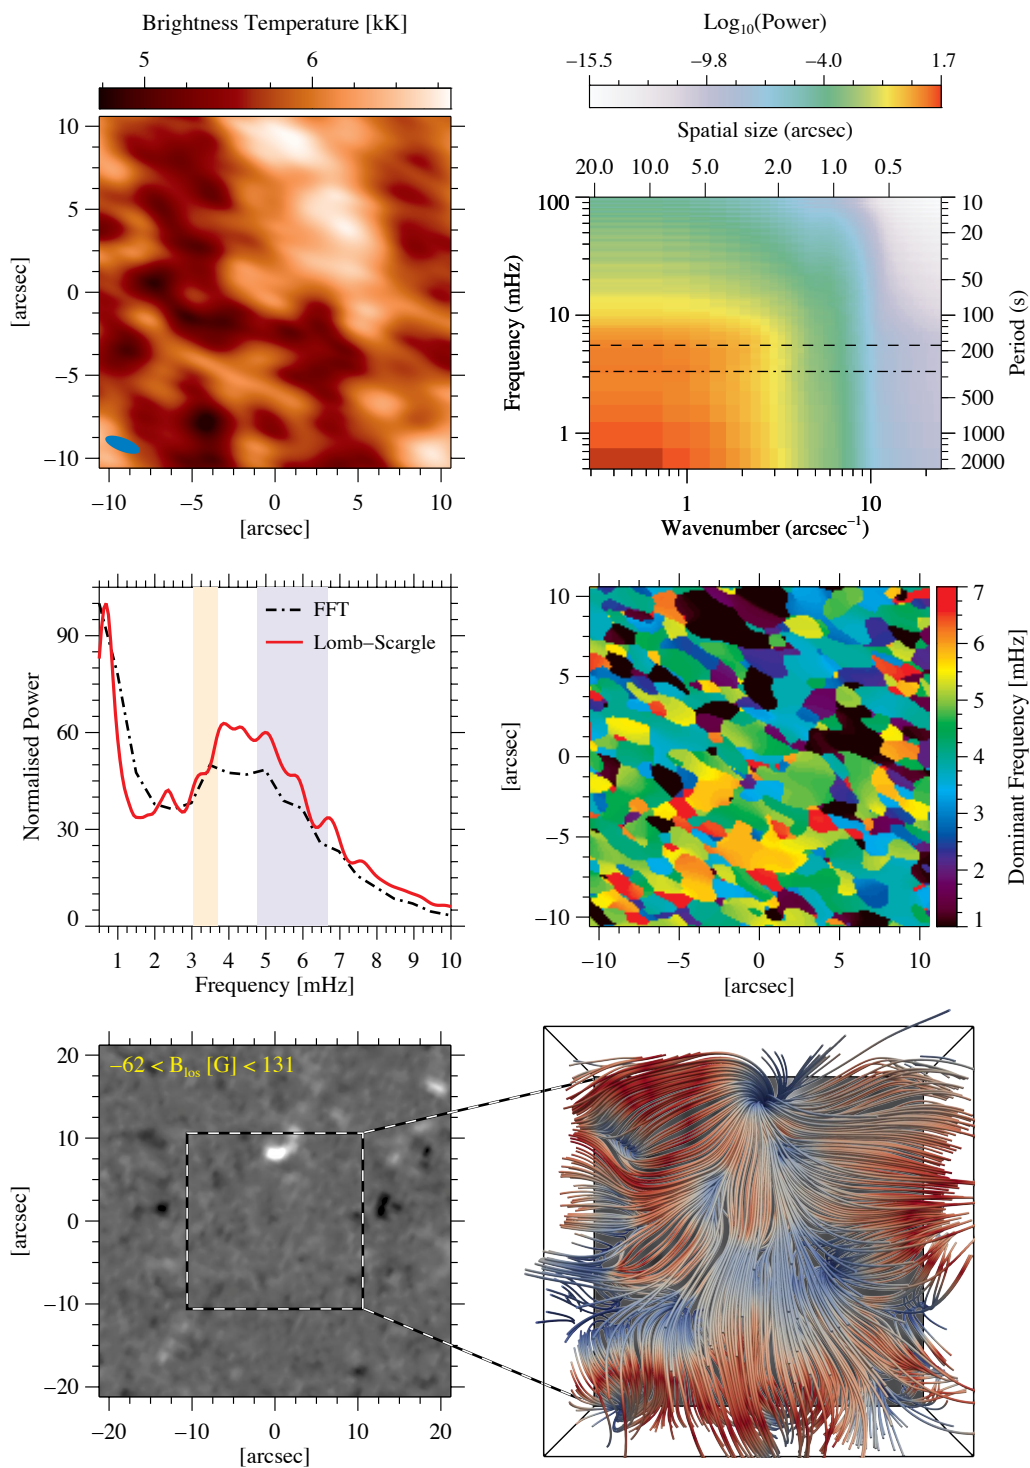 Brightness Temperature [kK]
5 6
10
5
0
−5
−10
[arcsec]
−10 −5 0 5 10
[arcsec]
Log10(Power)
−15.5 −9.8 −4.0 1.7
Spatial size (arcsec)
20.0 10.0 5.0 2.0 1.0 0.5
100
10
1
Frequency (mHz)
10
20
50
100
200
500
1000
2000
Period (s)
1 10
Wavenumber (arcsec−1)
FFT
Lomb−Scargle
90
60
30
0
Normalised Power
1 2 3 4 5 6 7 8 9 10
Frequency [mHz]
10
5
0
−5
−10
[arcsec]
−10 −5 0 5 10
[arcsec]
7
6
5
4
3
2
1
Dominant Frequency [mHz]
−62 < Blos [G] < 131
20
10
0
−10
−20
[arcsec]
−20 −10 0 10 20
[arcsec]